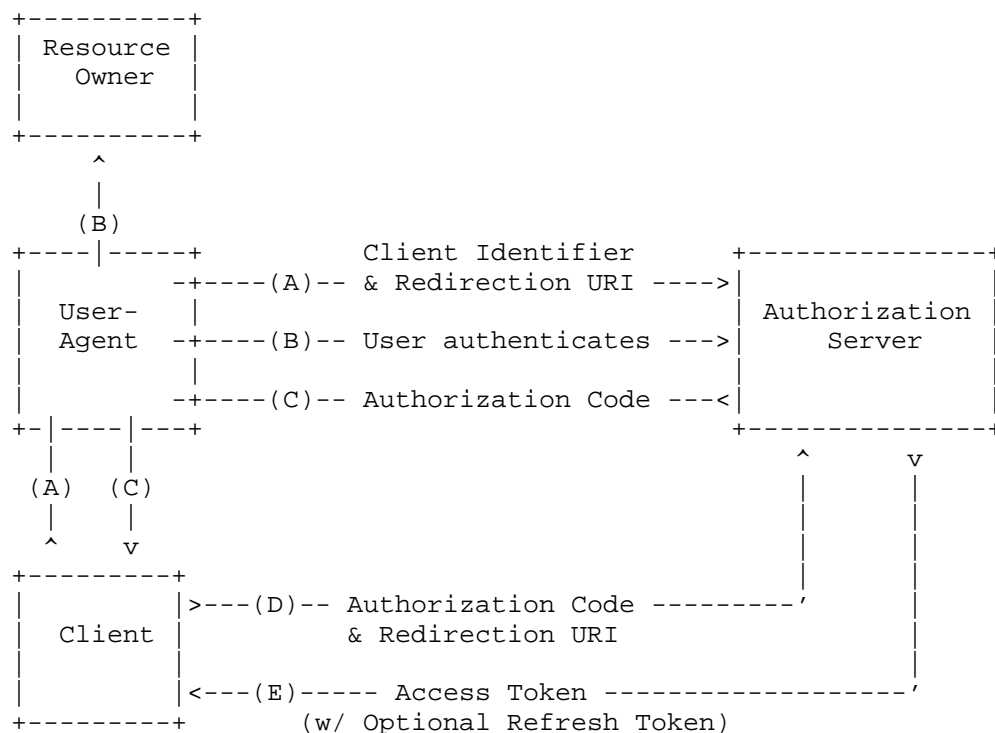 Resource
Owner
(B)
Client Identifier
(A) & Redirection URI
User-
Agent
(B) User authenticates
Authorization
Server
(C) Authorization Code
(A) (C)
(D) Authorization Code
& Redirection URI
Client
(E) Access Token
(w/ Optional Refresh Token)